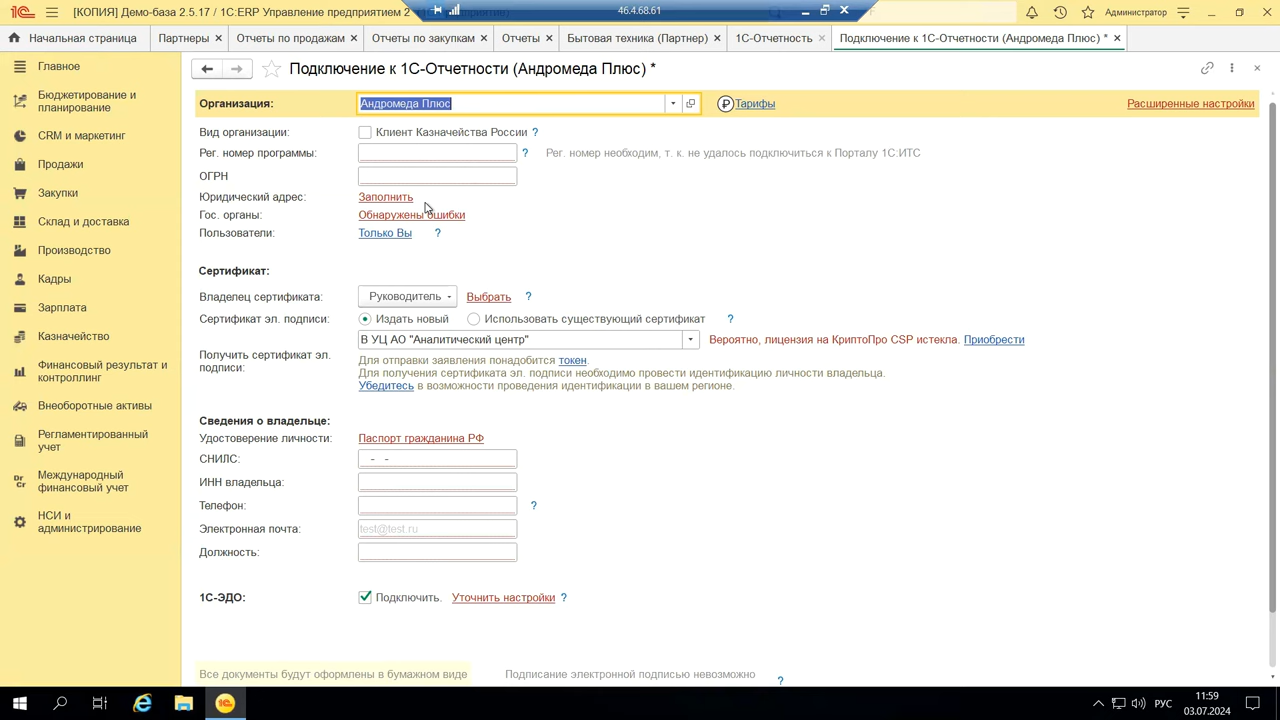 [КОПИЯ] Демо-база 2.5.17 / 1С:ERP Управление предприятием 2
46.4.68.61
Администратор
Начальная страница
Партнеры
Отчеты по продажам
Отчеты по закупкам
Отчеты
Бытовая техника (Партнер)
1С-Отчетность
Подключение к 1С-Отчетности (Андромеда Плюс) *
Главное
Бюджетирование и
планирование
CRM и маркетинг
Продажи
Закупки
Склад и доставка
Производство
Кадры
Зарплата
Казначейство
Финансовый результат и
контроллинг
Внеоборотные активы
Регламентированный
учет
Международный
финансовый учет
НСИ и
администрирование
Подключение к 1С-Отчетности (Андромеда Плюс) *
Организация: Андромеда Плюс Тарифы Расширенные настройки
Вид организации: Клиент Казначейства России ?
Рег. номер программы: ? Рег. номер необходим, т. к. не удалось подключиться к Порталу 1С:ИТС
ОГРН
Юридический адрес: Заполнить
Гос. органы: Обнаружены ошибки
Пользователи: Только Вы ?
Сертификат:
Владелец сертификата: Руководитель Выбрать ?
Сертификат эл. подписи: Издать новый Использовать существующий сертификат ?
В УЦ АО "Аналитический центр" Вероятно, лицензия на КриптоПро CSP истекла. Приобрести
Получить сертификат эл.
подписи:
Для отправки заявления понадобится токен.
Для получения сертификата эл. подписи необходимо провести идентификацию личности владельца.
Убедитесь в возможности проведения идентификации в вашем регионе.
Сведения о владельце:
Удостоверение личности: Паспорт гражданина РФ
СНИЛС: - -
ИНН владельца:
Телефон: ?
Электронная почта: test@test.ru
Должность:
1С-ЭДО: Подключить. Уточнить настройки ?
Все документы будут оформлены в бумажном виде Подписание электронной подписью невозможно ?
РУС
11:59
03.07.2024